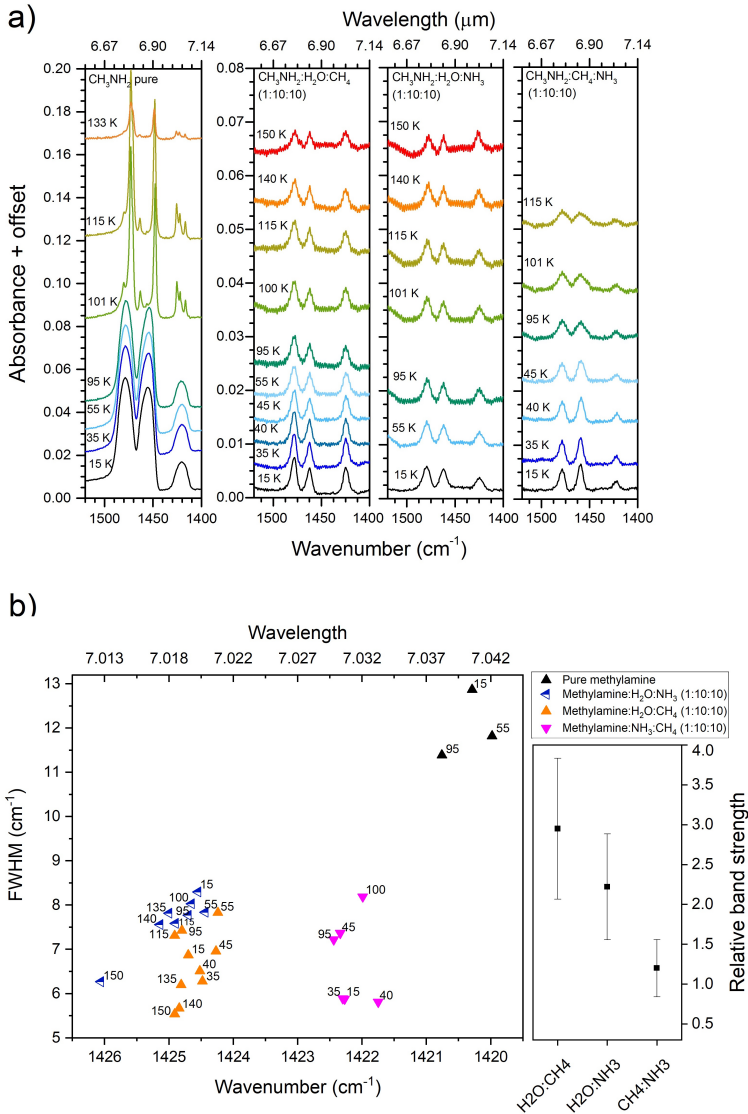 a)
Wavelength (μm)
6.67 6.90 7.14 6.67 6.90 7.14 6.67 6.90 7.14 6.67 6.90 7.14
Absorbance + offset
0.20
0.18
0.16
0.14
0.12
0.10
0.08
0.06
0.04
0.02
0.00
CH3NH2 pure
133 K
115 K
101 K
95 K
55 K
35 K
15 K
0.08
0.07
0.06
0.05
0.04
0.03
0.02
0.01
0.00
CH3NH2:H2O:CH4
(1:10:10)
150 K
140 K
115 K
100 K
95 K
55 K
45 K
40 K
35 K
15 K
CH3NH2:H2O:NH3
(1:10:10)
150 K
140 K
115 K
101 K
95 K
55 K
15 K
CH3NH2:CH4:NH3
(1:10:10)
115 K
101 K
95 K
45 K
40 K
35 K
15 K
1500 1450 1400 1500 1450 1400 1500 1450 1400 1500 1450 1400
Wavenumber (cm-1)
b)
Wavelength
7.013 7.018 7.022 7.027 7.032 7.038 7.042
FWHM (cm-1)
13
12
11
10
9
8
7
6
5
15
55
95
15
100
135
95
55
55
140
115
115
95
150
15
45
40
35
135
140
150
100
45
95
35
15
40
1426 1425 1424 1423 1422 1421 1420
Wavenumber (cm-1)
Pure methylamine
Methylamine:H2O:NH3 (1:10:10)
Methylamine:H2O:CH4 (1:10:10)
Methylamine:NH3:CH4 (1:10:10)
4.0
3.5
3.0
2.5
2.0
1.5
1.0
0.5
Relative band strength
H2O:CH4
H2O:NH3
CH4:NH3